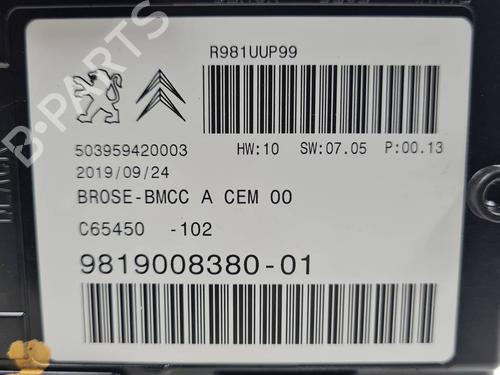 R981UUP99
503959420003 HW:10 SW:07.05 P:00.13
2019/09/24
BROSE-BMCC A CEM 00
C65450 -102
9819008380-01
B-PARTS